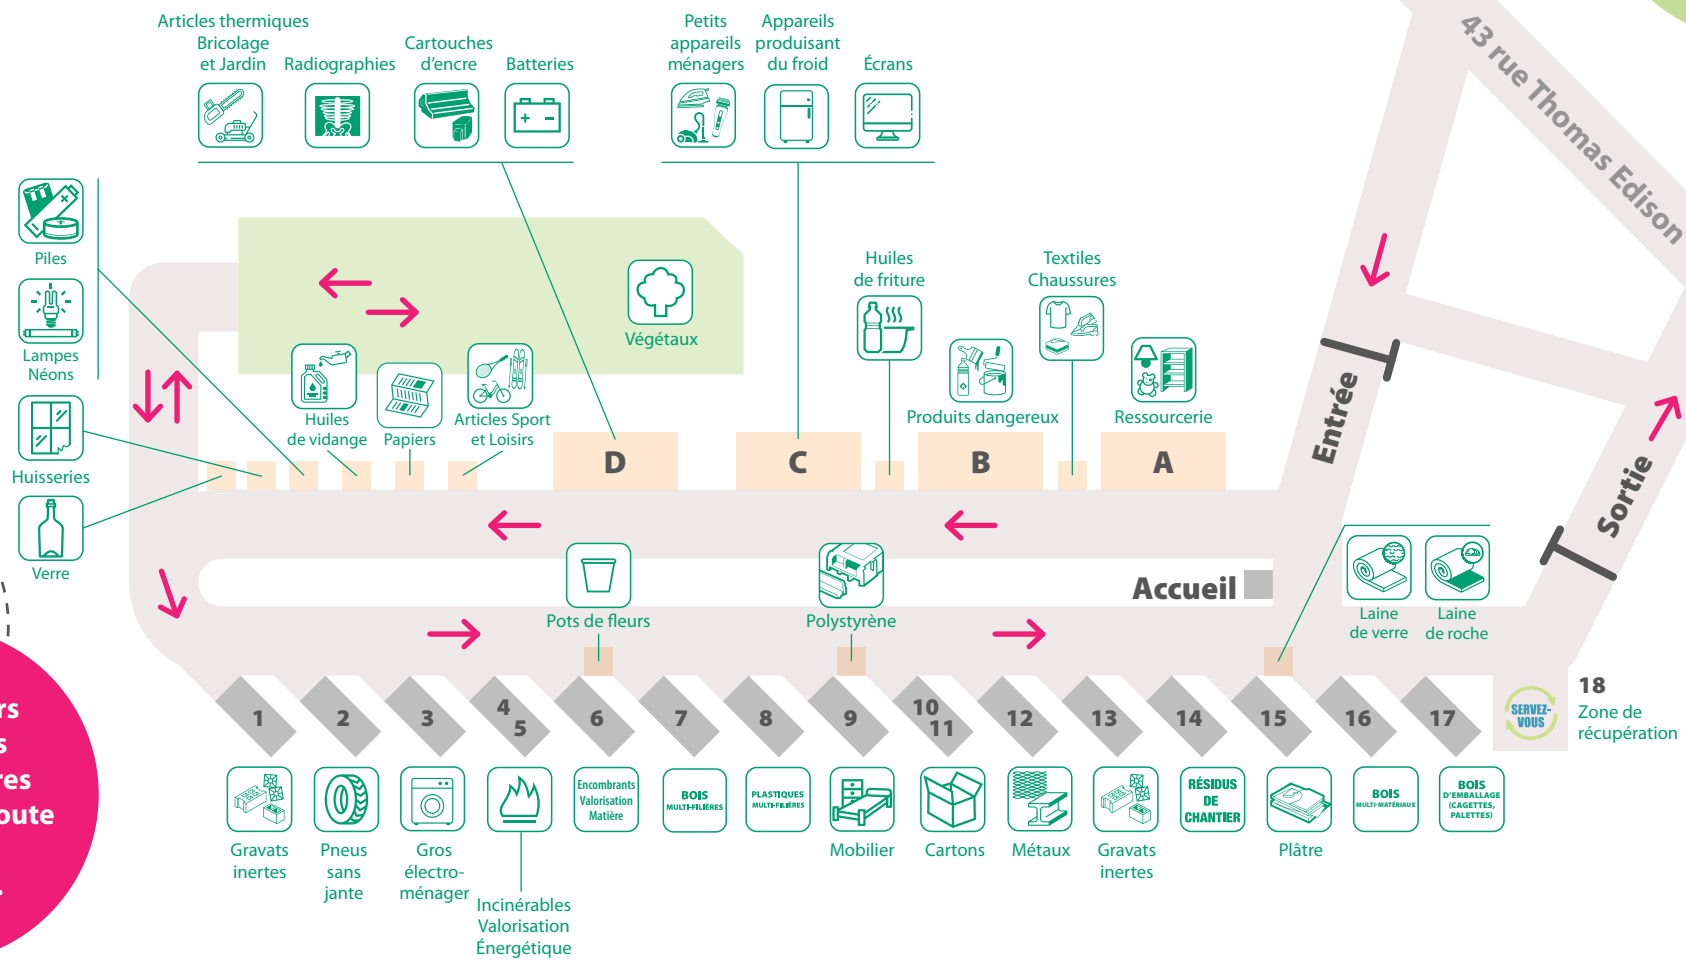 Articles thermiques
Bricolage
et Jardin
Radiographies
Cartouches
d'encre
Batteries
Petits
appareils
ménagers
Appareils
produisant
du froid
Écrans
43 rue Thomas Edison
Piles
Lampes
Néons
Huisseries
Verre
Végétaux
Huiles
de vidange
Papiers
Articles Sport
et Loisirs
Huiles
de friture
Produits dangereux
Textiles
Chaussures
Ressourcerie
D
C
B
A
Entrée
Sortie
Accueil
Pots de fleurs
Polystyrène
Laine
de verre
Laine
de roche
1
2
3
4
5
6
7
8
9
10
11
12
13
14
15
16
17
SERVEZ-
VOUS
18
Zone de
récupération
Gravats
inertes
Pneus
sans
jante
Gros
électro-
ménager
Incinérables
Valorisation
Énergétique
Encombrants
Valorisation
Matière
BOIS
MULTI-FILIÈRES
PLASTIQUES
MULTI-FILIÈRES
Mobilier
Cartons
Métaux
Gravats
inertes
RÉSIDUS
DE
CHANTIER
Plâtre
BOIS
MULTI-MATÉRIAUX
BOIS
D'EMBALLAGE
(CAGETTES,
PALETTES)